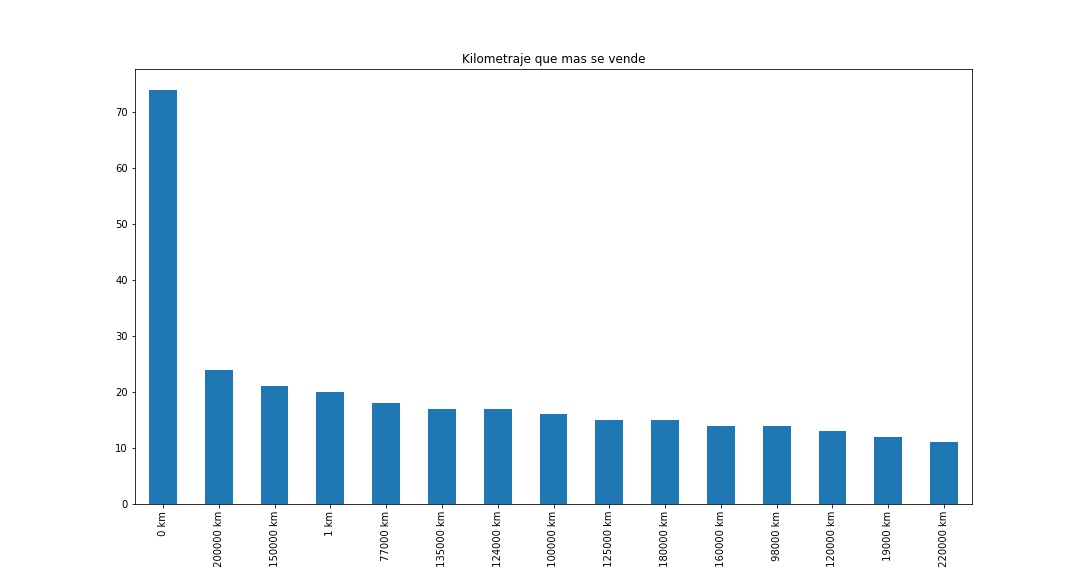 Kilometraje que mas se vende
70
60
50
40
30
20
10
0
0 km
200000 km
150000 km
1 km
77000 km
135000 km
124000 km
100000 km
125000 km
180000 km
160000 km
98000 km
120000 km
19000 km
220000 km